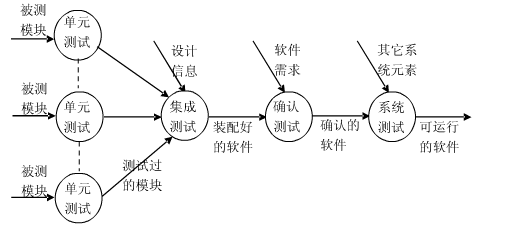 被测
模块
单元
测试
被测
模块
单元
测试
被测
模块
单元
测试
测试过
的模块
设计
信息
集成
测试
装配好
的软件
软件
需求
确认
测试
确认的
软件
其它系
统元素
系统
测试
可运行
的软件